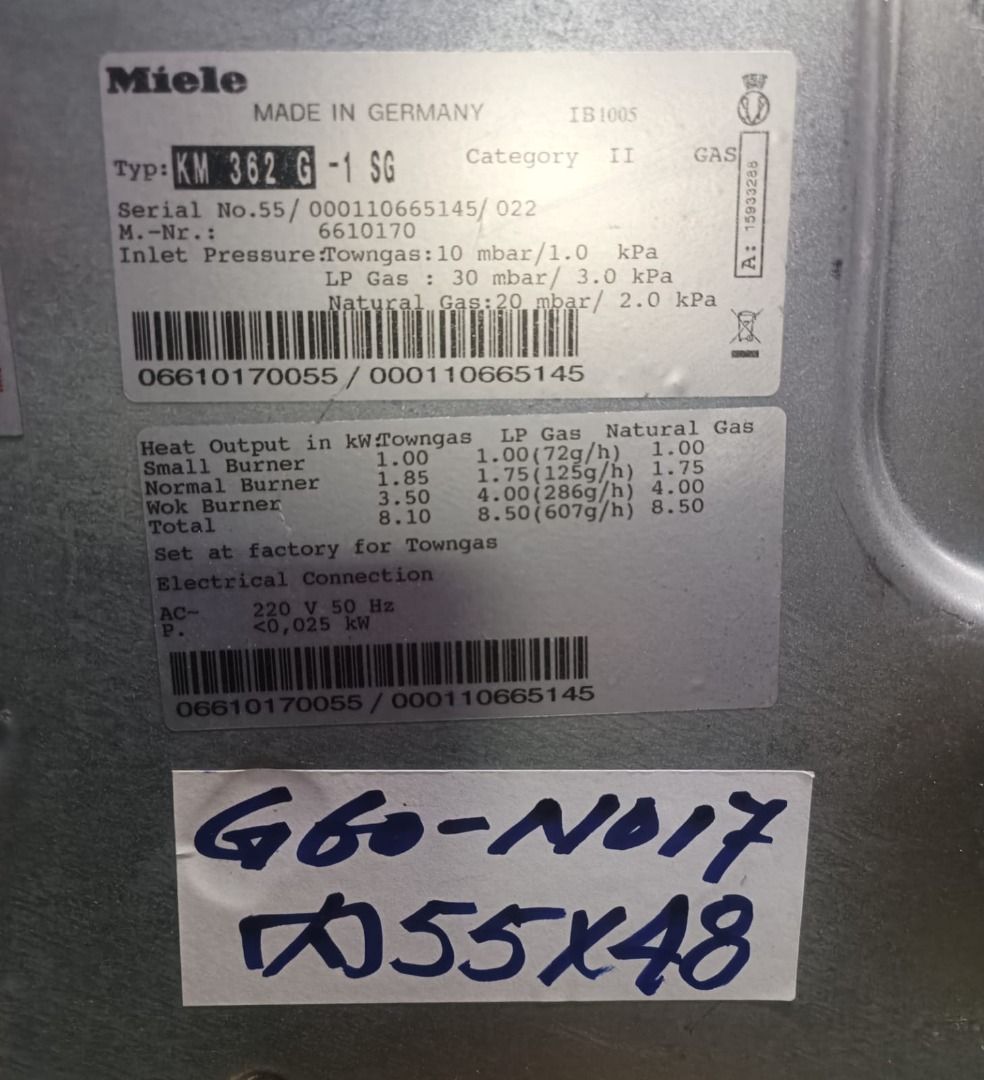 Miele
MADE IN GERMANY IB1005
Typ: KM 362 G -1 SG Category II GAS
Serial No.55/ 000110665145/ 022
M.-Nr.: 6610170
Inlet Pressure:Towngas:10 mbar/1.0 kPa
LP Gas : 30 mbar/ 3.0 kPa
Natural Gas:20 mbar/ 2.0 kPa
A: 15933288
06610170055 / 000110665145
Heat Output in kW:Towngas LP Gas Natural Gas
Small Burner 1.00 1.00(72g/h) 1.00
Normal Burner 1.85 1.75(125g/h) 1.75
Wok Burner 3.50 4.00(286g/h) 4.00
Total 8.10 8.50(607g/h) 8.50
Set at factory for Towngas
Electrical Connection
AC~ 220 V 50 Hz
P. <0,025 kW
06610170055 / 000110665145
G60-N017
内55X48